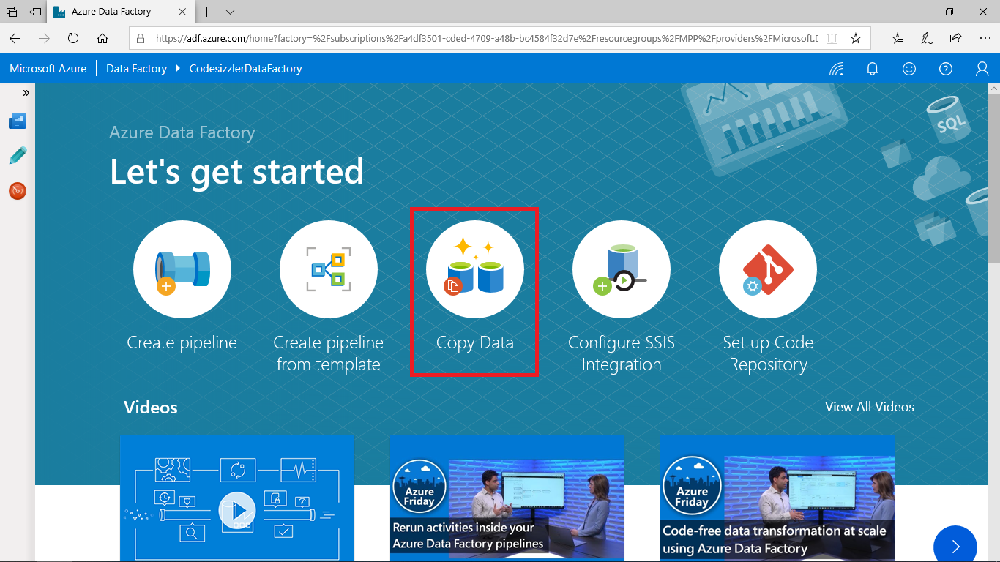 Azure Data Factory
https://adf.azure.com/home?factory=%2Fsubscriptions%2Fa4df3501-cded-4709-a48b-bc4584f32d7e%2Fresourcegroups%2FMPP%2Fproviders%2FMicrosoft.D
Microsoft Azure
Data Factory
CodesizzlerDataFactory
SQL
Azure Data Factory
Let's get started
Create pipeline
Create pipeline
from template
Copy Data
Configure SSIS
Integration
Set up Code
Repository
Videos
View All Videos
Azure
Friday
Rerun activities inside your
Azure Data Factory pipelines
Azure
Friday
Code-free data transformation at scale
using Azure Data Factory